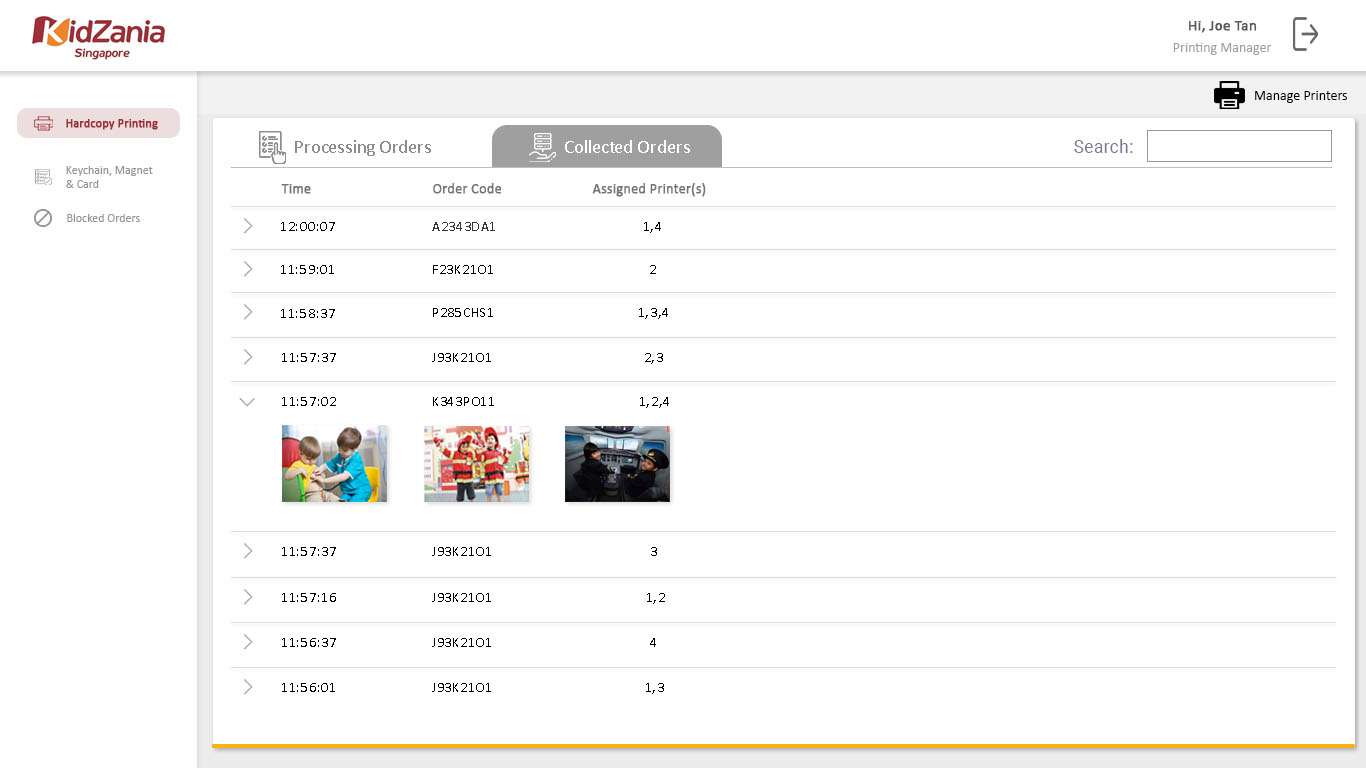 KidZania
Singapore
Hi, Joe Tan
Printing Manager
Manage Printers
Hardcopy Printing
Keychain, Magnet
& Card
Blocked Orders
Processing Orders
Collected Orders
Search:
Time Order Code Assigned Printer(s)
12:00:07 A2343DA1 1,4
11:59:01 F23K21O1 2
11:58:37 P285CHS1 1,3,4
11:57:37 J93K21O1 2,3
11:57:02 K343PO11 1,2,4
11:57:37 J93K21O1 3
11:57:16 J93K21O1 1,2
11:56:37 J93K21O1 4
11:56:01 J93K21O1 1,3